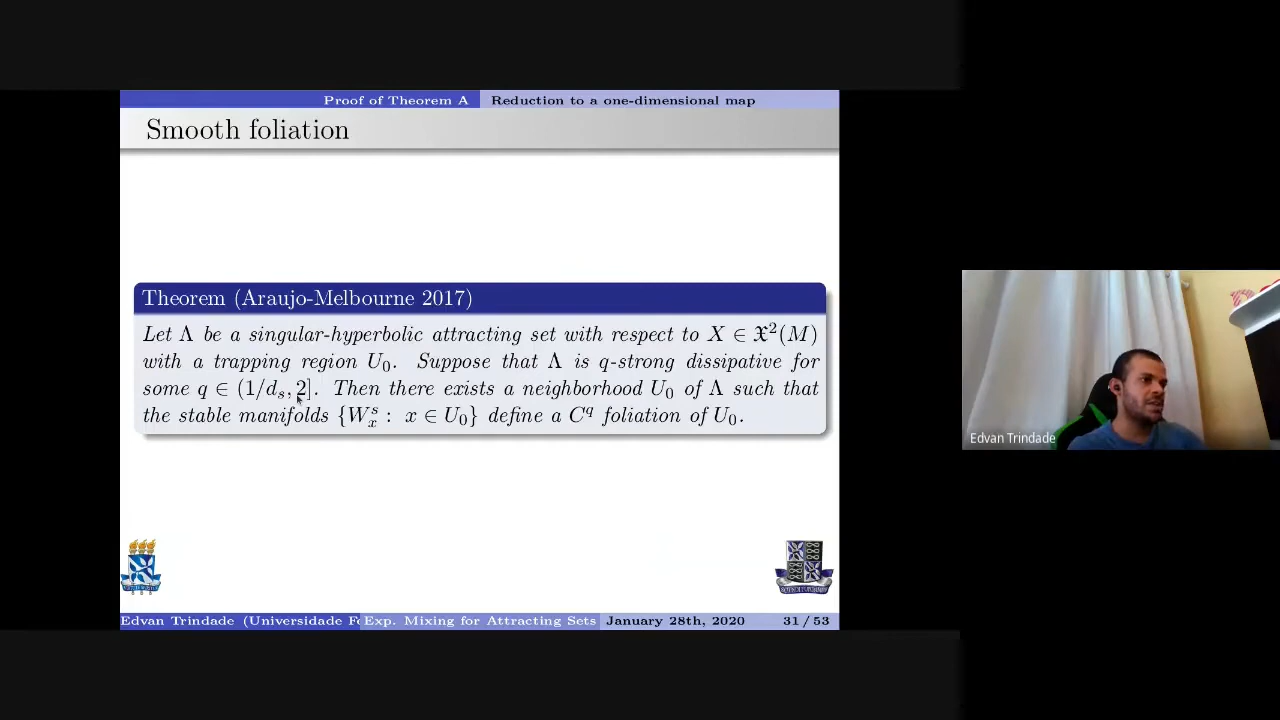 Proof of Theorem A Reduction to a one-dimensional map
Smooth foliation
Theorem (Araujo-Melbourne 2017)
Let Λ be a singular-hyperbolic attracting set with respect to X ∈ 𝔛²(M)
with a trapping region U₀. Suppose that Λ is q-strong dissipative for
some q ∈ (1/dₛ, 2]. Then there exists a neighborhood U₀ of Λ such that
the stable manifolds {Wˢₓ : x ∈ U₀} define a C^q foliation of U₀.
Edvan Trindade
Edvan Trindade (Universidade Fe Exp. Mixing for Attracting Sets January 28th, 2020 31 / 53